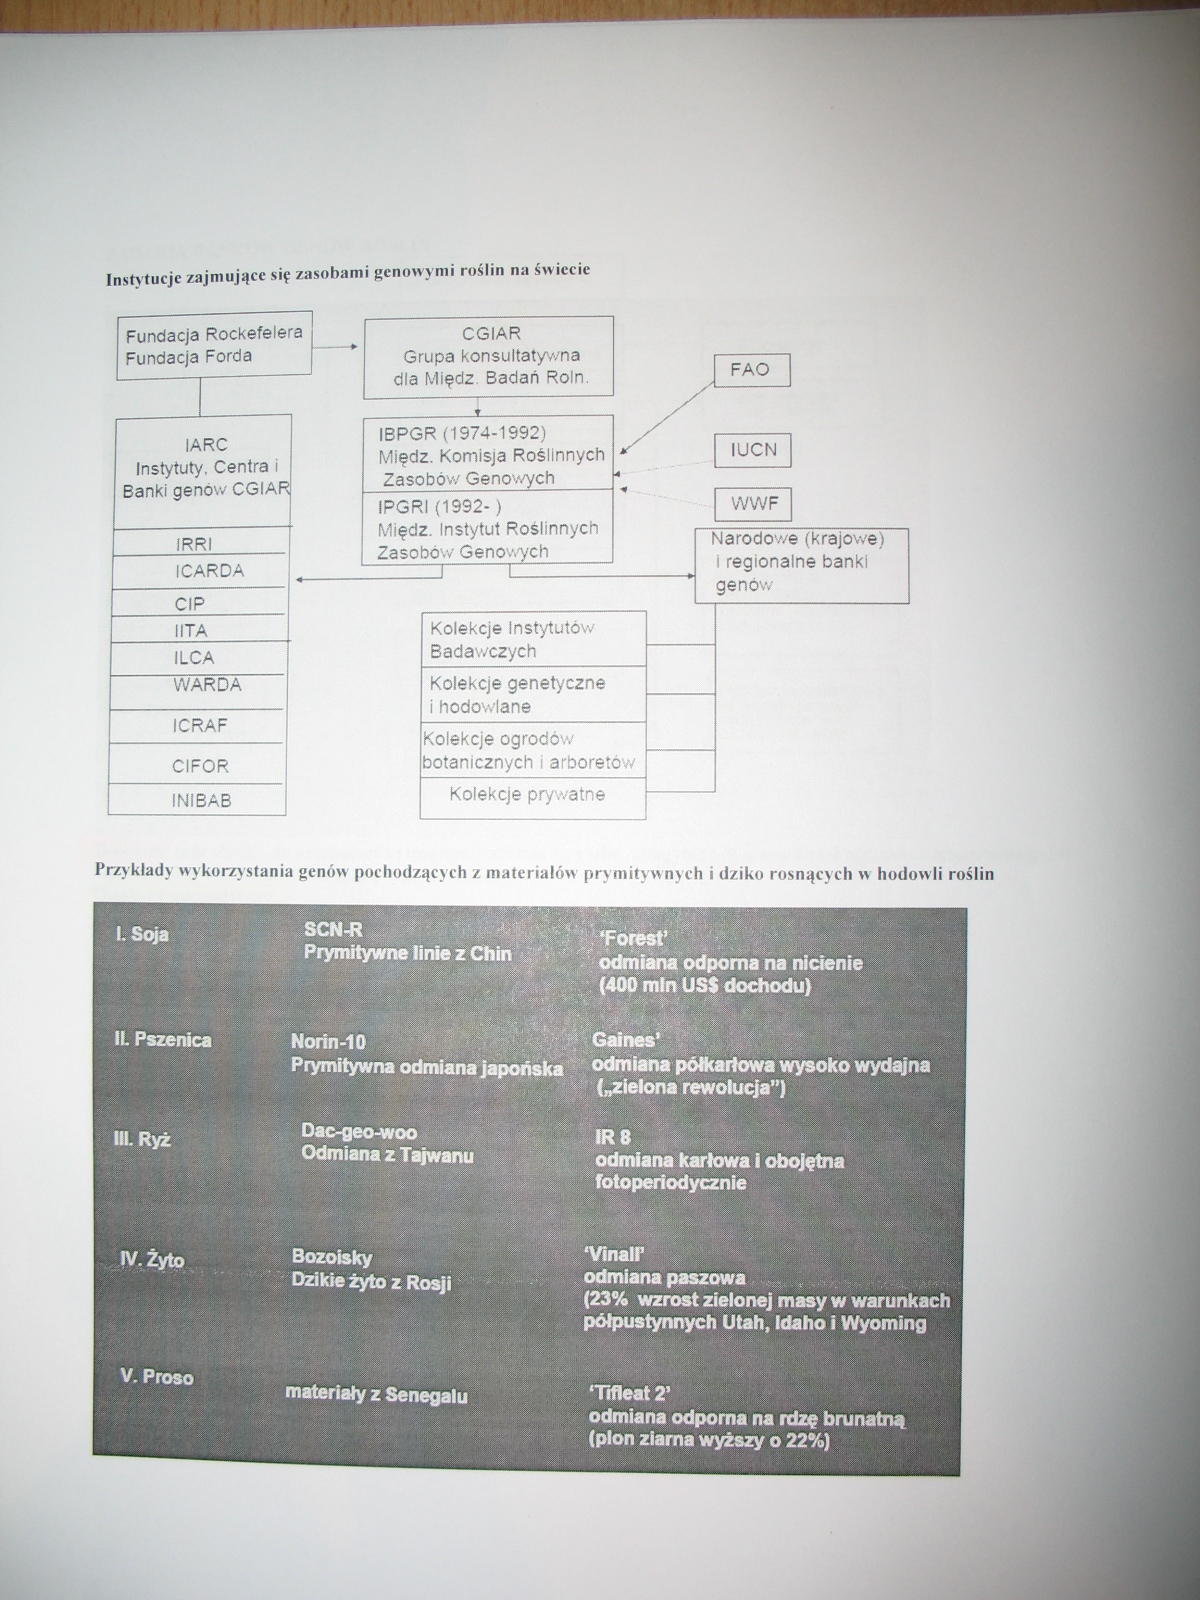 Instytucje zajmujące się zasobami genowymi roślin na świecie
Fundacja Rockefelera
Fundacja Forda
CGIAR
Grupa konsultatywna
dla Międz. Badań Roln.
FAO
IUCN
WWF
IARC
Instytuty, Centra i
Banki genów CGIAR
IRRI
ICARDA
CIP
IITA
ILCA
WARDA
ICRAF
CIFOR
INIBAB
IBPGR (1974-1992)
Międz. Komisja Roślinnych
Zasobów Genowych
IPGRI (1992- )
Międz. Instytut Roślinnych
Zasobów Genowych
Narodowe (krajowe)
i regionalne banki
genów
Kolekcje Instytutów
Badawczych
Kolekcje genetyczne
i hodowlane
Kolekcje ogrodów
botanicznych i arboretów
Kolekcje prywatne
Przykłady wykorzystania genów pochodzących z materiałów prymitywnych i dziko rosnących w hodowli roślin
I. Soja
SCN-R
Prymitywne linie z Chin
'Forest'
odmiana odporna na nicienie
(400 mln US$ dochodu)
II. Pszenica
Norin-10
Prymitywna odmiana japońska
Gaines'
odmiana półkarłowa wysoko wydajna
(„zielona rewolucja”)
III. Ryż
Dac-geo-woo
Odmiana z Tajwanu
IR 8
odmiana karłowa i obojętna
fotoperiodycznie
IV. Żyto
Bozoisky
Dzikie żyto z Rosji
'Vinall'
odmiana paszowa
(23% wzrost zielonej masy w warunkach
półpustynnych Utah, Idaho i Wyoming
V. Proso
materiały z Senegalu
'Tifleat 2'
odmiana odporna na rdzę brunatną
(plon ziarna wyższy o 22%)